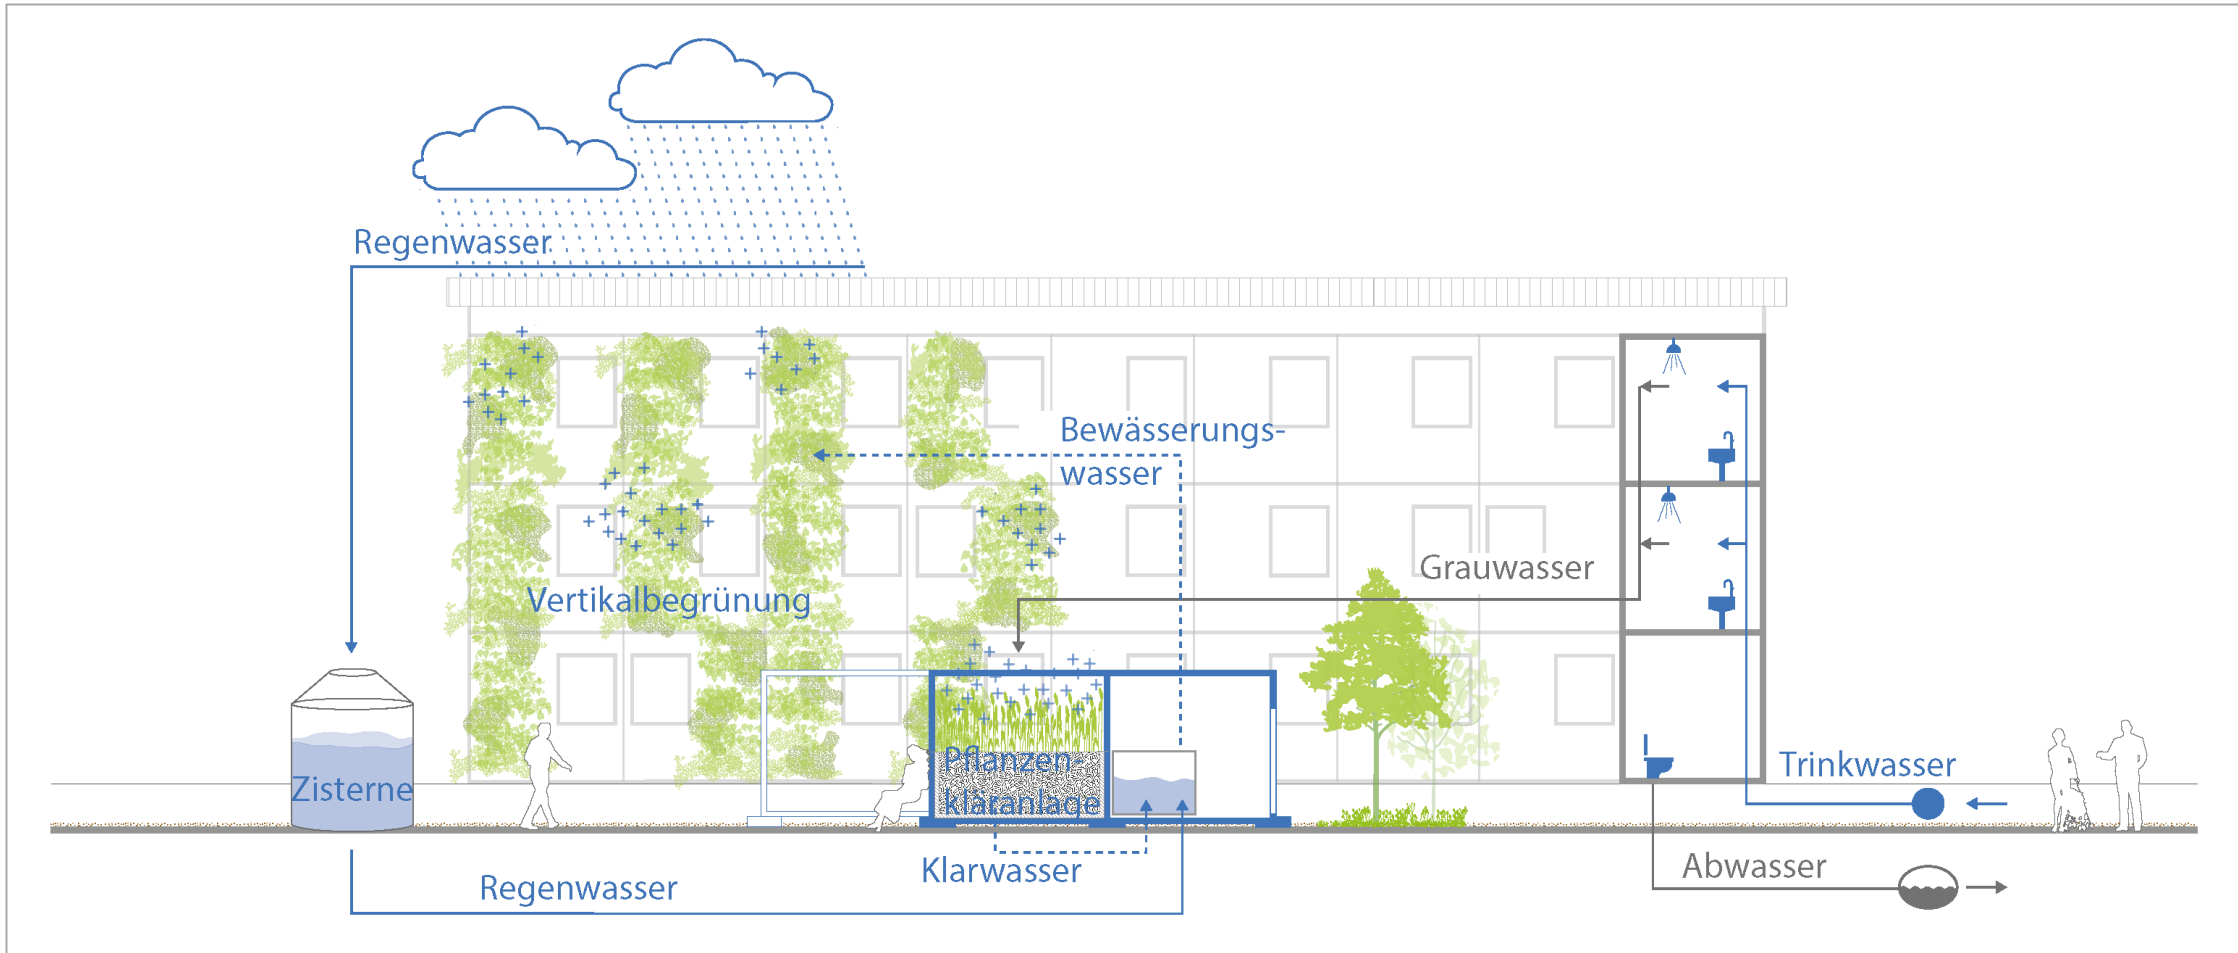 Regenwasser
Bewässerungs-
wasser
Grauwasser
Vertikalbegrünung
Pflanzen-
kläranlage
Zisterne
Trinkwasser
Klarwasser
Abwasser
Regenwasser